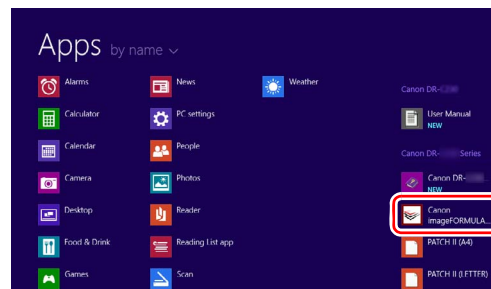 Apps by name
Alarms
Calculator
Calendar
Camera
Desktop
Food & Drink
Games
News
PC settings
People
Photos
Reader
Reading List app
Scan
Weather
Canon DR-
User Manual
NEW
Canon DR- Series
Canon DR-
NEW
Canon
imageFORMULA...
PATCH II (A4)
PATCH II (LETTER)